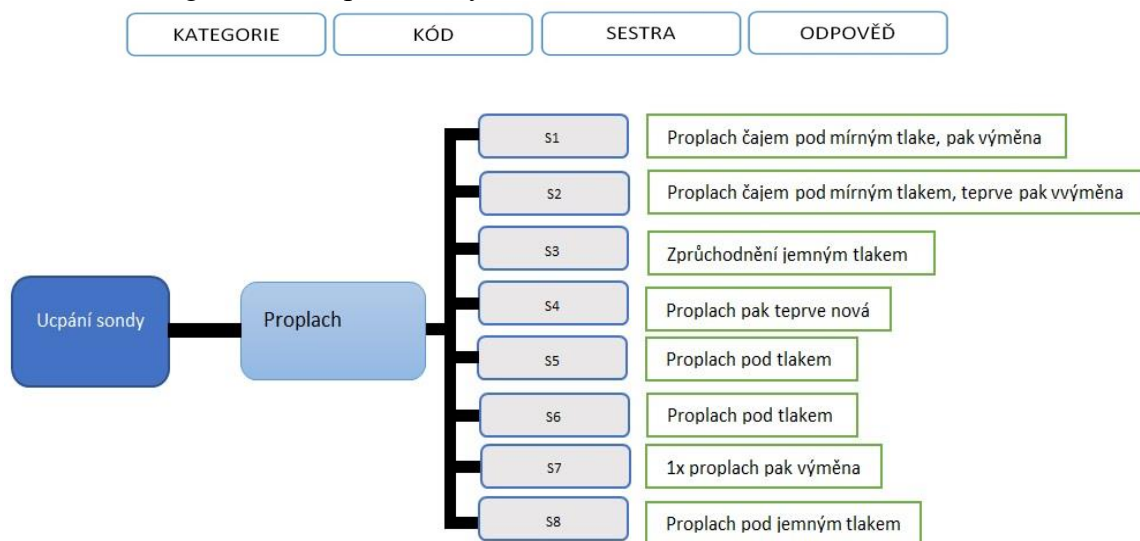 KATEGORIE
KÓD
SESTRA
ODPOVĚĎ
S1
Proplach čajem pod mírným tlake, pak výměna
S2
Proplach čajem pod mírným tlakem, teprve pak vvýměna
S3
Zprůchodnění jemným tlakem
Ucpání sondy
Proplach
S4
Proplach pak teprve nová
S5
Proplach pod tlakem
S6
Proplach pod tlakem
S7
1x proplach pak výměna
S8
Proplach pod jemným tlakem